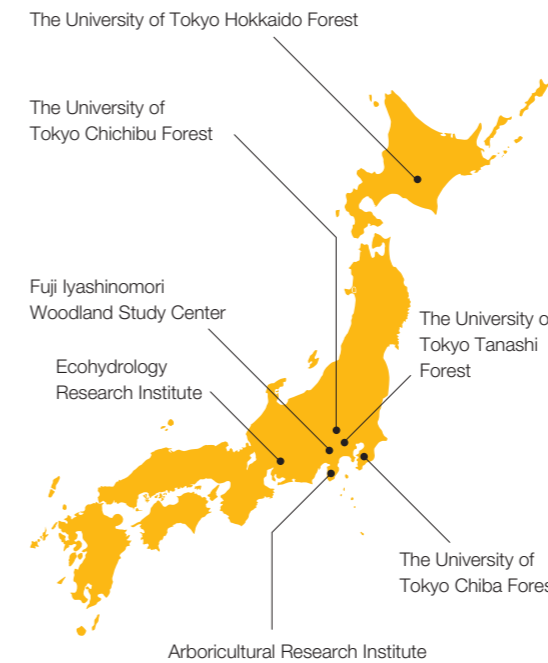 The University of Tokyo Hokkaido Forest
The University of
Tokyo Chichibu Forest
Fuji Iyashinomori
Woodland Study Center
Ecohydrology
Research Institute
The University o
Tokyo Tanashi
Forest
The University of
Tokyo Chiba Fores
Arboricultural Research Institute